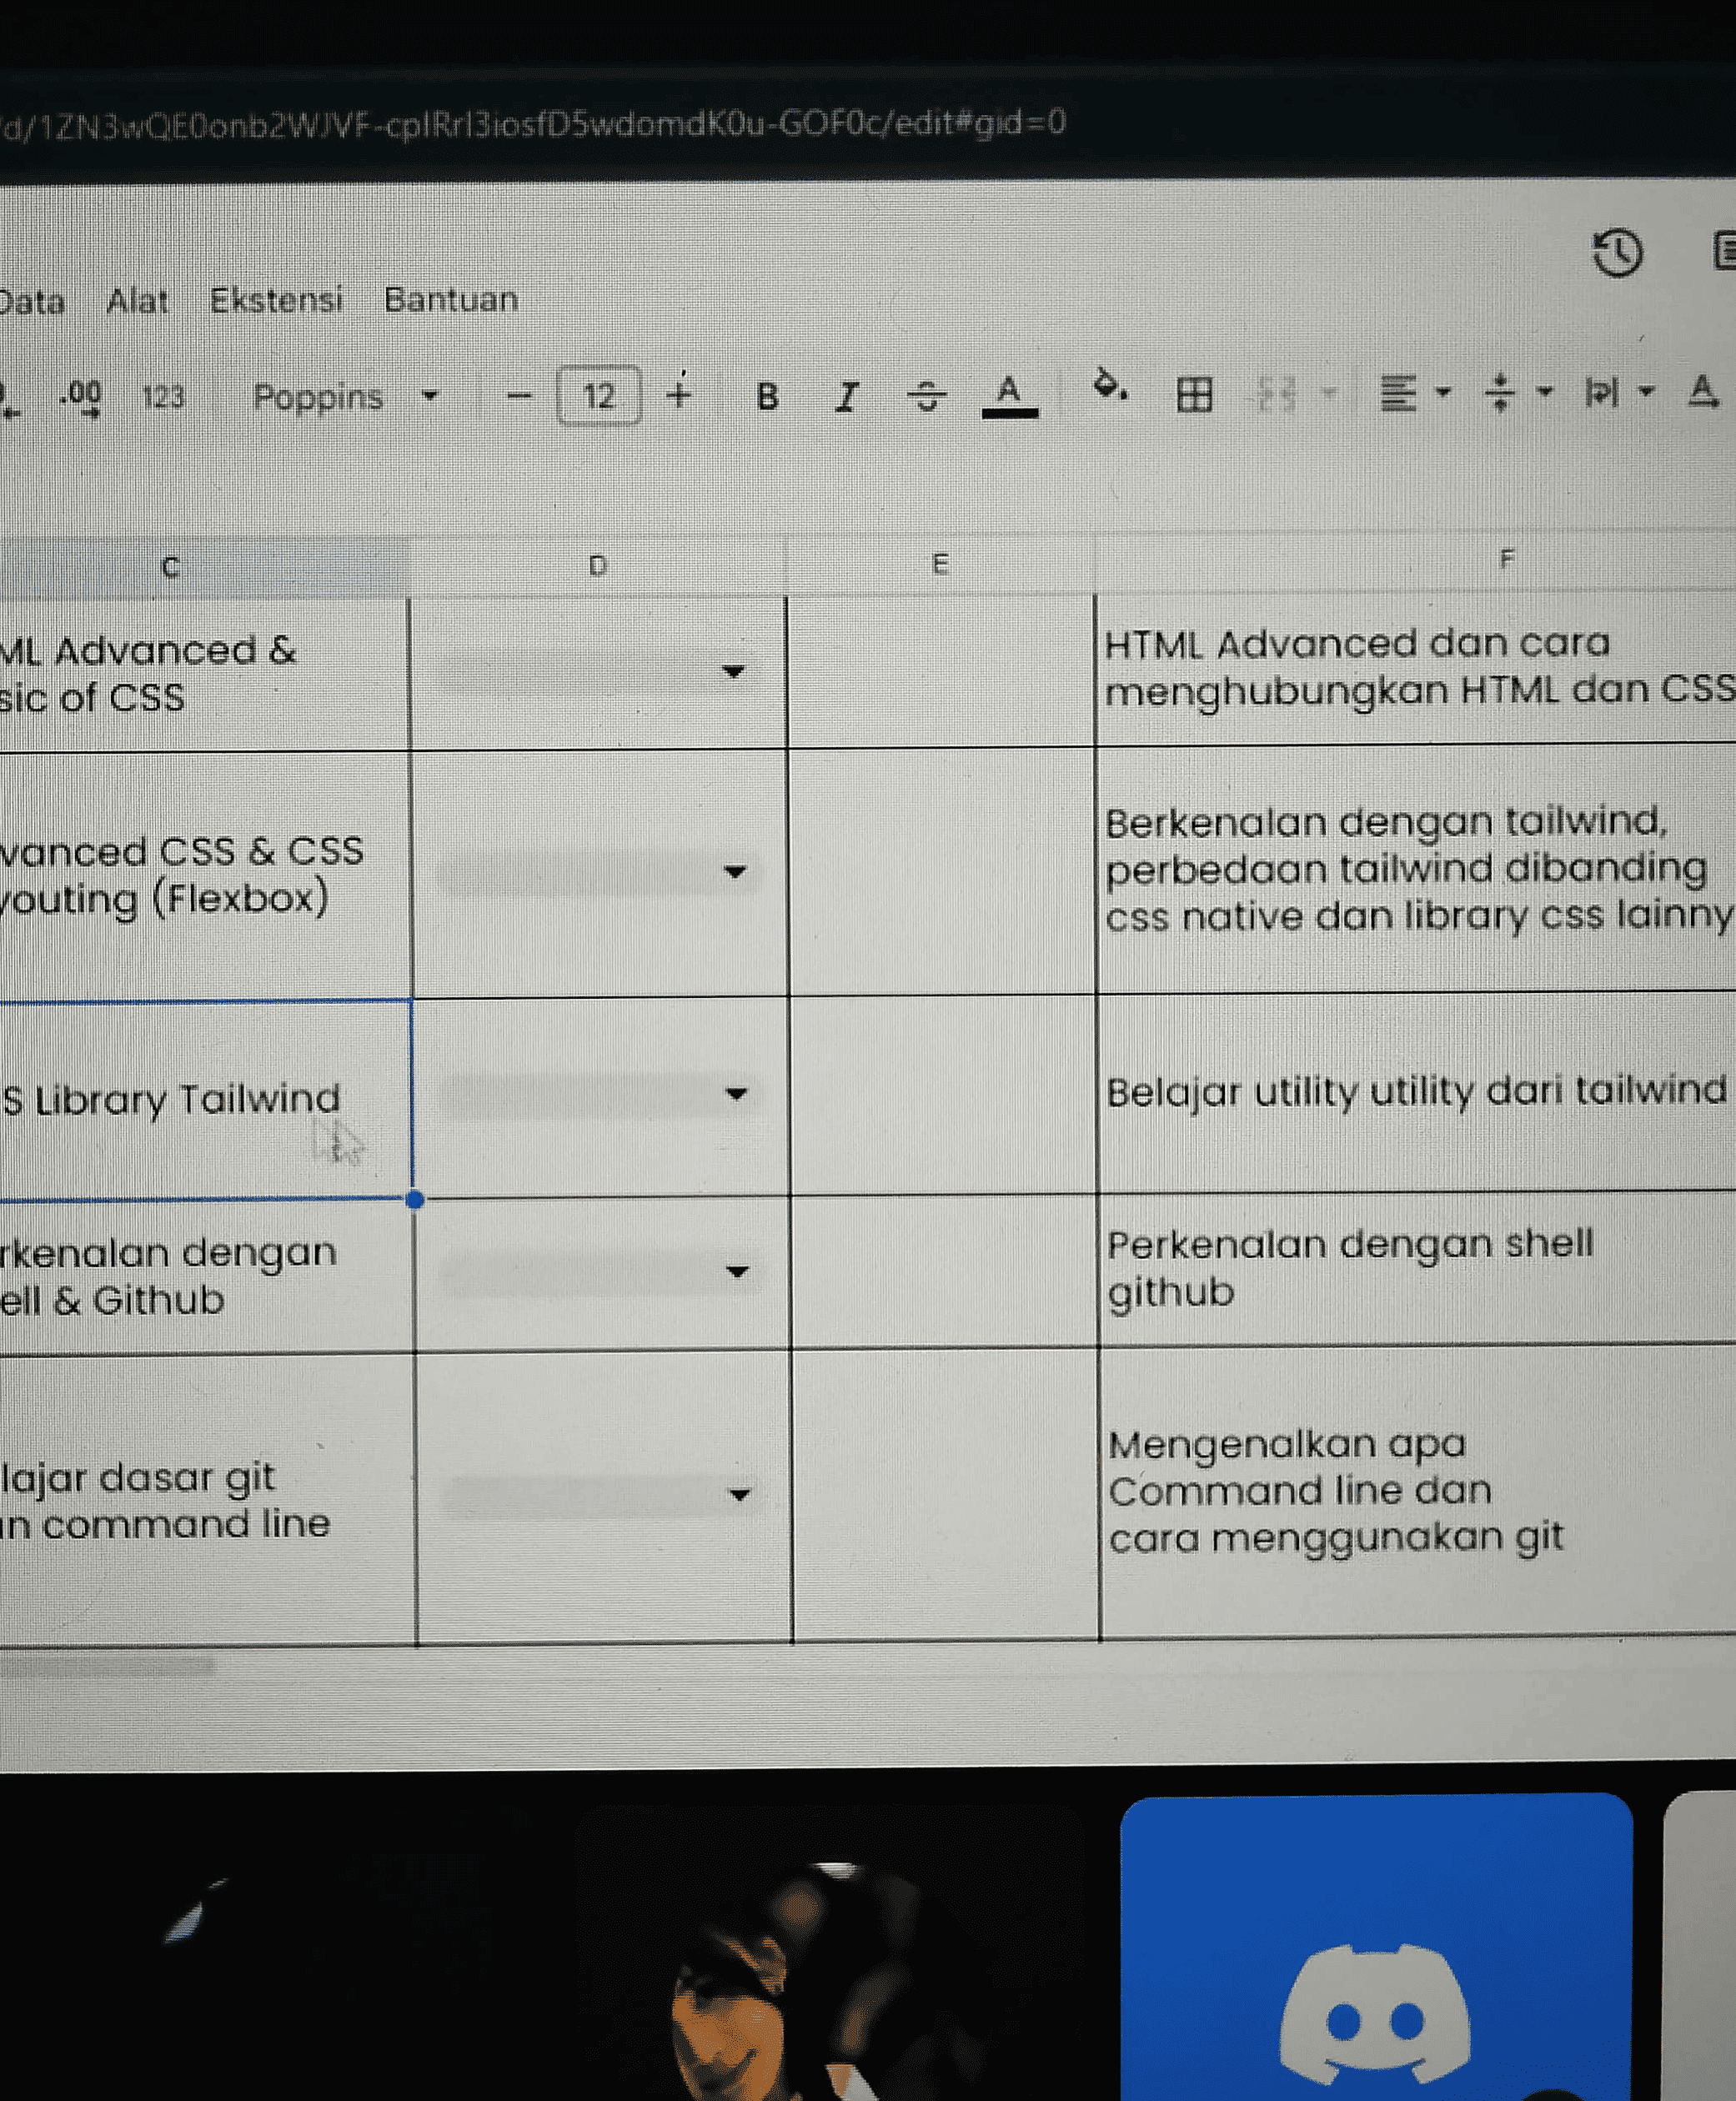 d/1ZN3wQE0onb2WJVF-cplRrl3iosfD5wdomdK0u-GOF0c/edit#gid=0
Data Alat Ekstensi Bantuan
.00 123 Poppins − 12 + B I S A A
C D E F
ML Advanced &
sic of CSS
HTML Advanced dan cara
menghubungkan HTML dan CSS
vanced CSS & CSS
youting (Flexbox)
Berkenalan dengan tailwind,
perbedaan tailwind dibanding
css native dan library css lainny
S Library Tailwind
Belajar utility utility dari tailwind
rkenalan dengan
ell & Github
Perkenalan dengan shell
github
lajar dasar git
an command line
Mengenalkan apa
Command line dan
cara menggunakan git